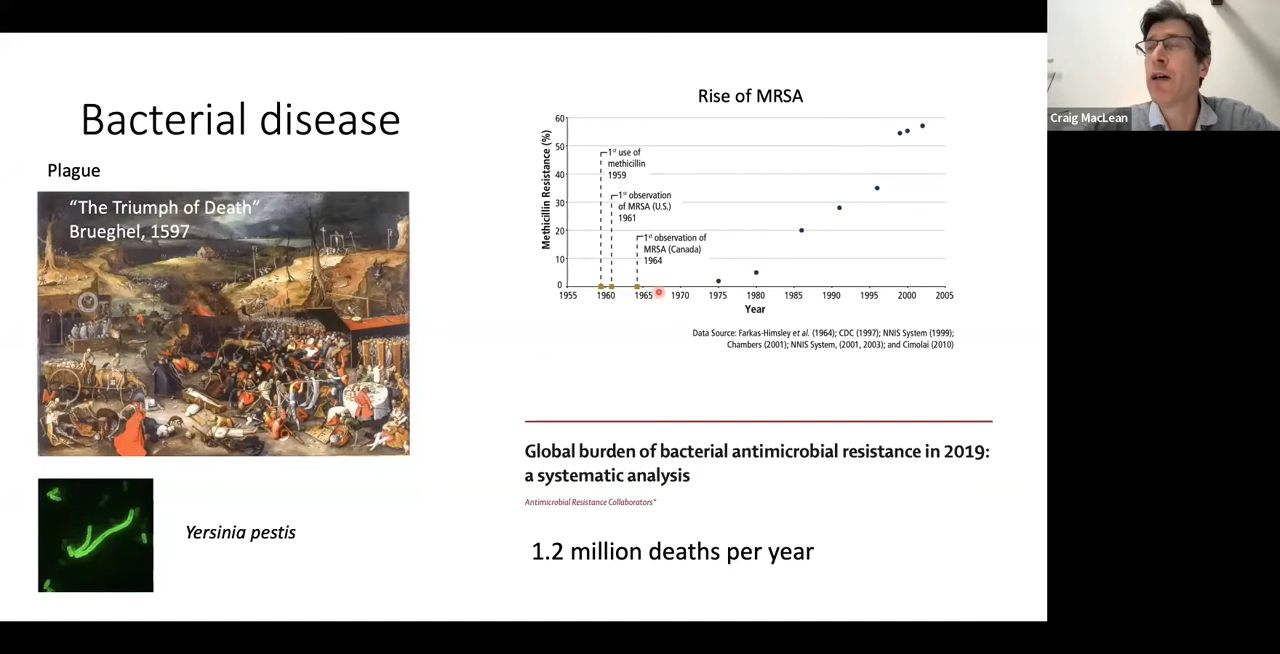 Bacterial disease
Plague
“The Triumph of Death”
Brueghel, 1597
Yersinia pestis
Rise of MRSA
Methicillin Resistance (%)
60
50
40
30
20
10
0
1st use of
methicillin
1959
1st observation
of MRSA (U.S.)
1961
1st observation of
MRSA (Canada)
1964
1955 1960 1965 1970 1975 1980 1985 1990 1995 2000 2005
Year
Data Source: Farkas-Himsley et al. (1964); CDC (1997); NNIS System (1999);
Chambers (2001); NNIS System, (2001, 2003); and Cimolai (2010)
Global burden of bacterial antimicrobial resistance in 2019:
a systematic analysis
Antimicrobial Resistance Collaborators*
1.2 million deaths per year
Craig MacLean